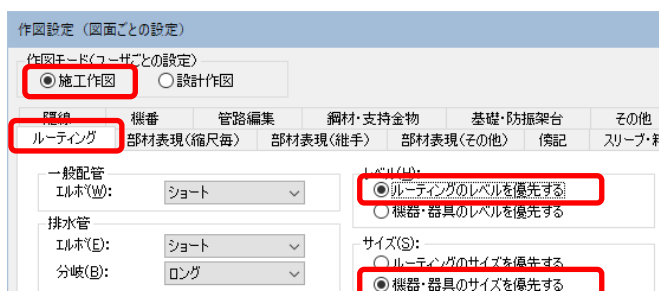 作図設定（図面ごとの設定）
作図モード(ユーザごとの設定)
施工作図 設計作図
隠線 機番 管路編集 鋼材・支持金物 基礎・防振架台 その他
ルーティング 部材表現(縮尺毎) 部材表現(継手) 部材表現(その他) 傍記 スリーブ・
一般配管
エルボ(W): ショート
排水管
エルボ(E): ショート
分岐(B): ロング
レベル(H):
ルーティングのレベルを優先する
機器・器具のレベルを優先する
サイズ(S):
ルーティングのサイズを優先する
機器・器具のサイズを優先する